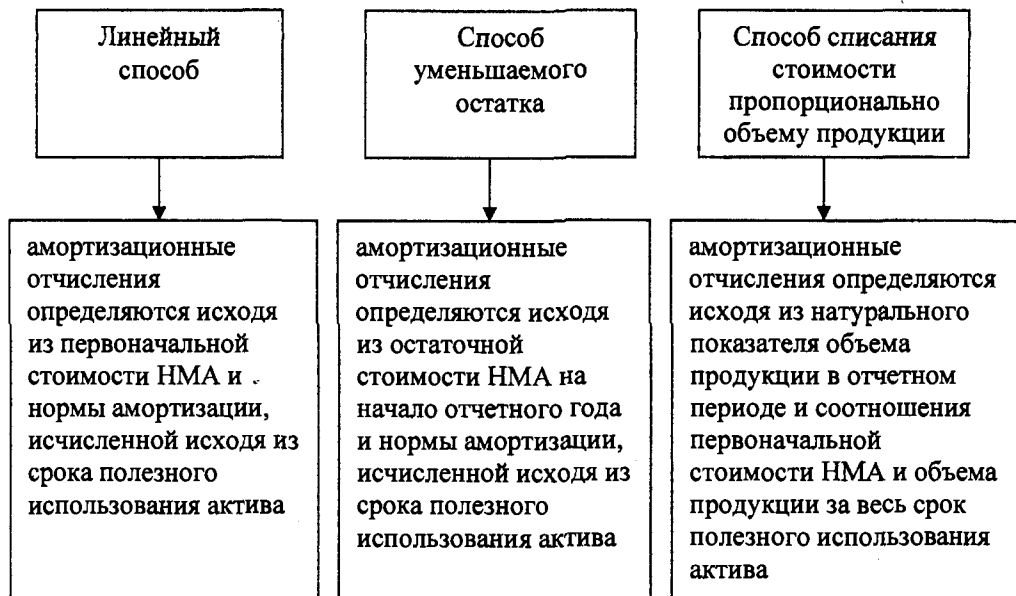 Линейный
способ
Способ
уменьшаемого
остатка
Способ списания
стоимости
пропорционально
объему продукции
амортизационные
отчисления
определяются исходя
из первоначальной
стоимости НМА и
нормы амортизации,
исчисленной исходя из
срока полезного
использования актива
амортизационные
отчисления
определяются исходя
из остаточной
стоимости НМА на
начало отчетного года
и нормы амортизации,
исчисленной исходя из
срока полезного
использования актива
амортизационные
отчисления определяются
исходя из натурального
показателя объема
продукции в отчетном
периоде и соотношения
первоначальной
стоимости НМА и объема
продукции за весь срок
полезного использования
актива